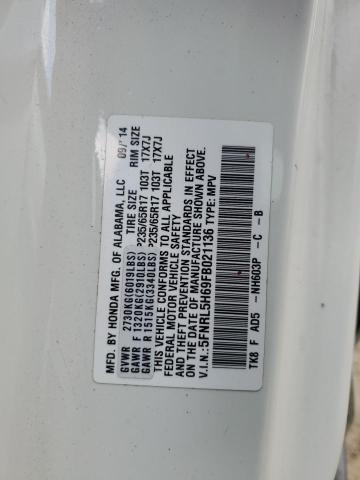 MFD. BY HONDA MFG. OF ALABAMA, LLC 09/14
TIRE SIZE RIM SIZE
GVWR 2730KG(6019LBS)
GAWR F 1320KG(2910LBS) P235/65R17 103T 17X7J
GAWR R 1515KG(3340LBS) P235/65R17 103T 17X7J
THIS VEHICLE CONFORMS TO ALL APPLICABLE
FEDERAL MOTOR VEHICLE SAFETY AND
THEFT PREVENTION STANDARDS IN EFFECT
ON THE DATE OF MANUFACTURE SHOWN ABOVE.
V.I.N.: 5FNRL5H69FB021136 TYPE: MPV
TK8 F AD5 -NH603P -C -B